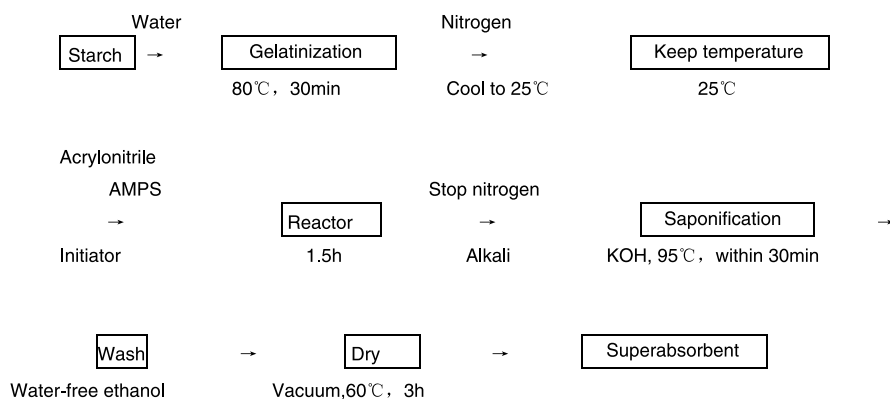 Water Nitrogen
Starch → Gelatinization → Keep temperature
80℃, 30min Cool to 25℃ 25℃
Acrylonitrile
AMPS Stop nitrogen
→ Reactor → Saponification →
Initiator 1.5h Alkali KOH, 95℃, within 30min
Wash → Dry → Superabsorbent
Water-free ethanol Vacuum,60℃, 3h